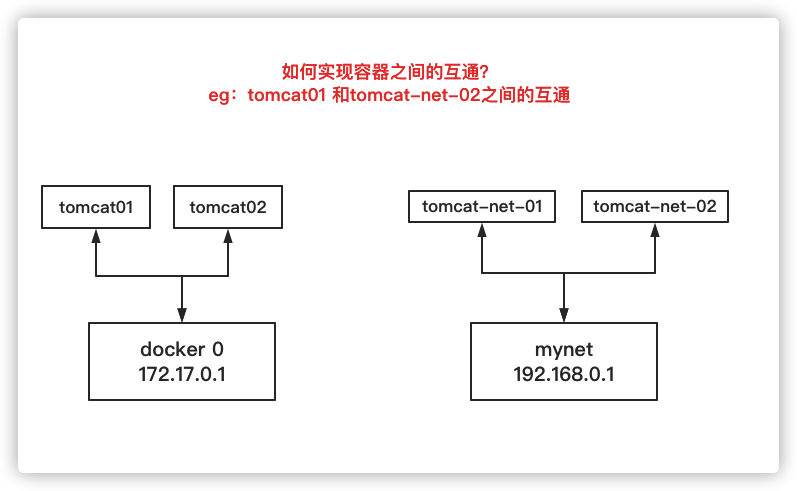 如何实现容器之间的互通？
eg：tomcat01 和tomcat-net-02之间的互通
tomcat01
tomcat02
tomcat-net-01
tomcat-net-02
docker 0
172.17.0.1
mynet
192.168.0.1